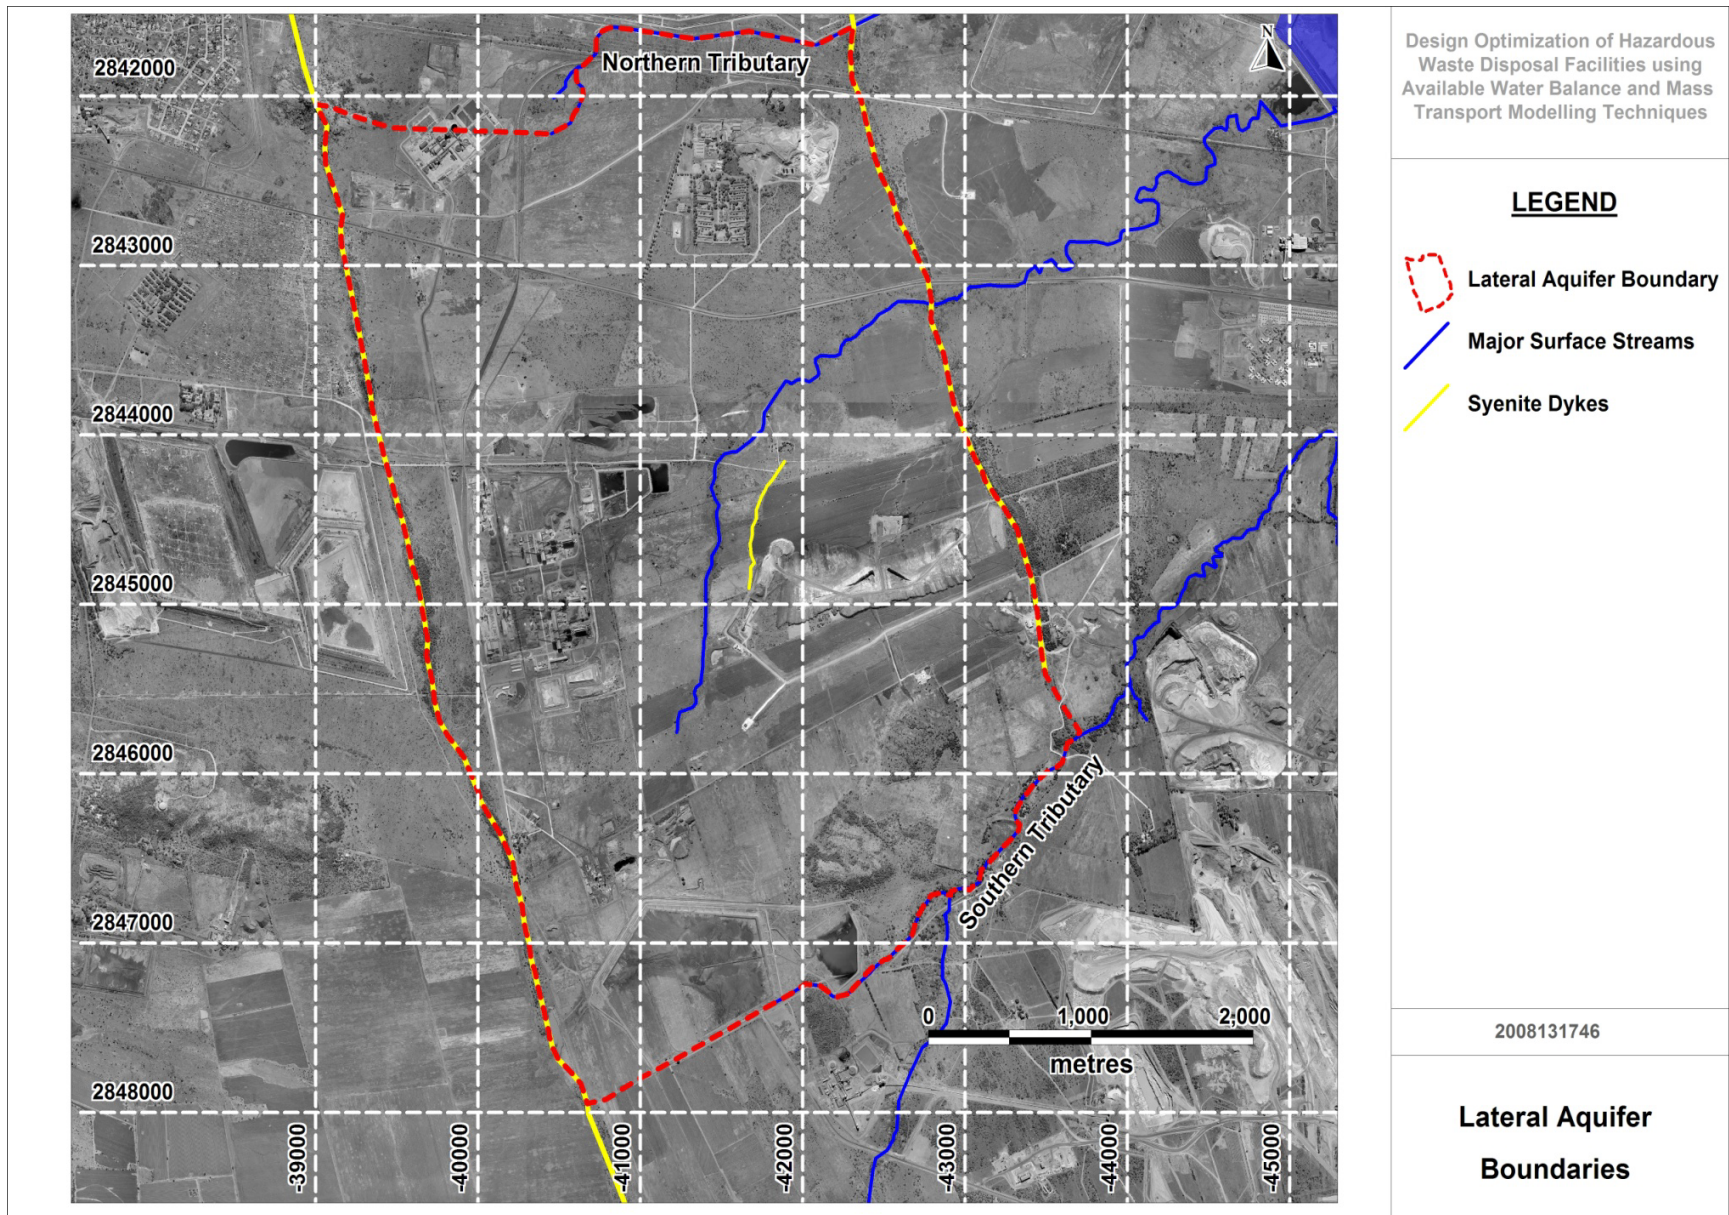 Design Optimization of Hazardous
Waste Disposal Facilities using
Available Water Balance and Mass
Transport Modelling Techniques
LEGEND
Lateral Aquifer Boundary
Major Surface Streams
Syenite Dykes
2008131746
Lateral Aquifer
Boundaries
N
Northern Tributary
2842000
2843000
2844000
2845000
2846000
2847000
2848000
Southern Tributary
0 1,000 2,000
metres
-39000
-40000
-41000
-42000
-43000
-44000
-45000